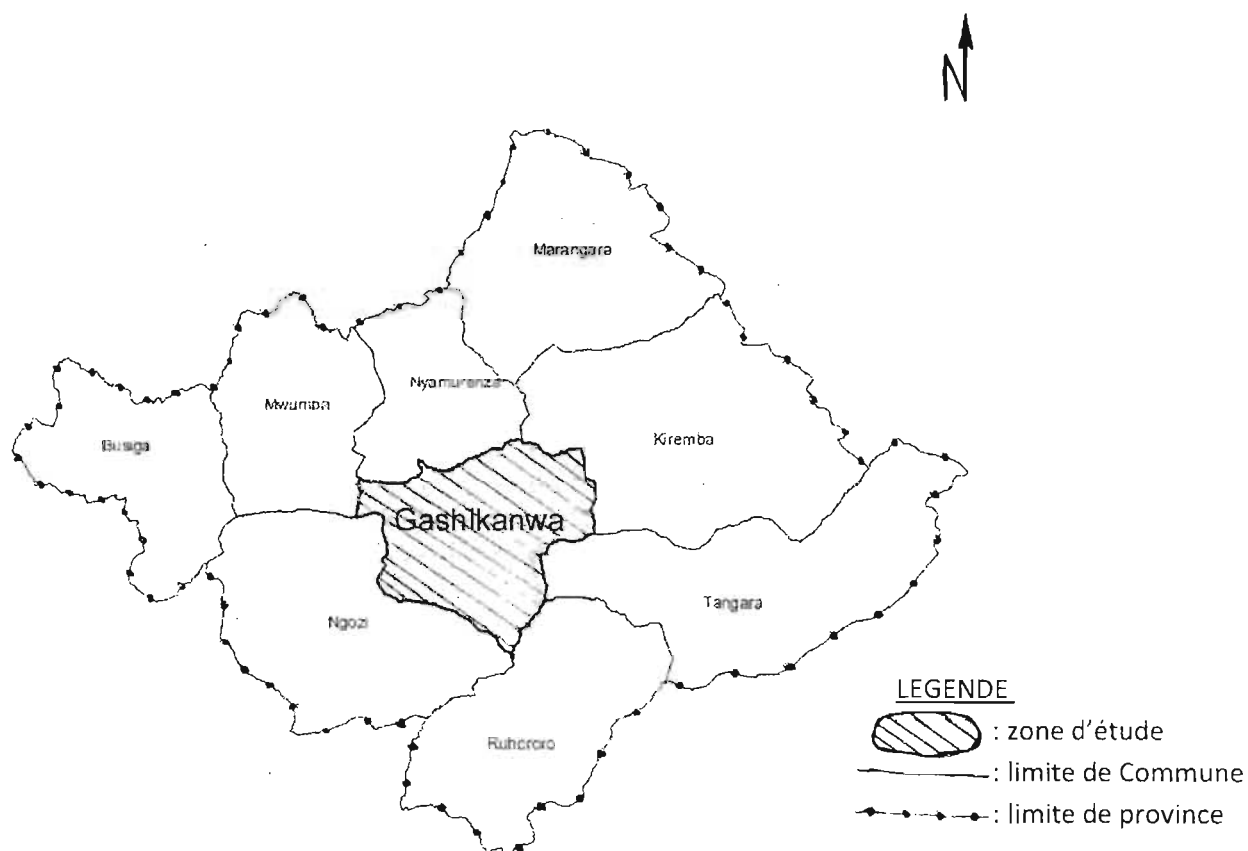 N
Marangara
Nyamurenza
Mwumba
Kiremba
Busiga
Gashikanwa
Tangara
Ngozi
Ruhororo
LEGENDE
: zone d'étude
: limite de Commune
: limite de province